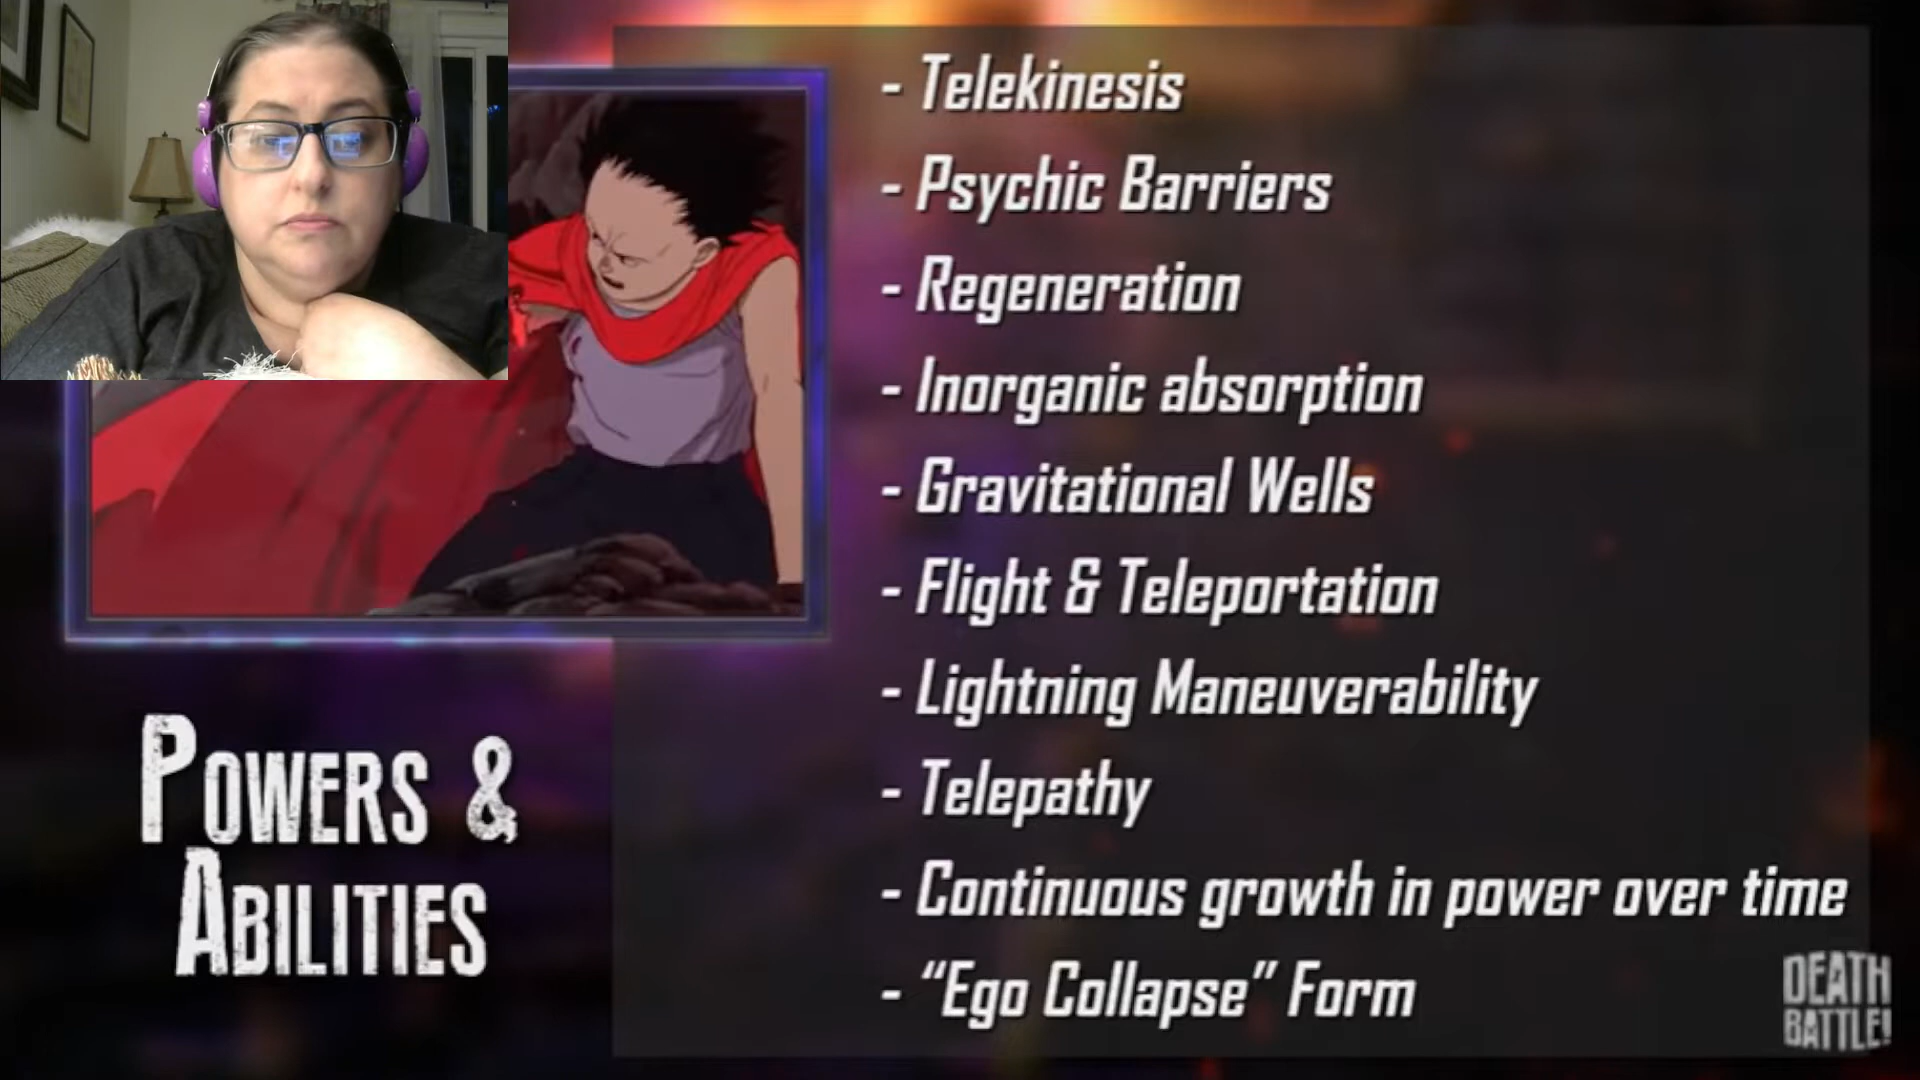 - Telekinesis
- Psychic Barriers
- Regeneration
- Inorganic absorption
- Gravitational Wells
- Flight & Teleportation
- Lightning Maneuverability
- Telepathy
- Continuous growth in power over time
- “Ego Collapse” Form
POWERS &
ABILITIES
DEATH
BATTLE!